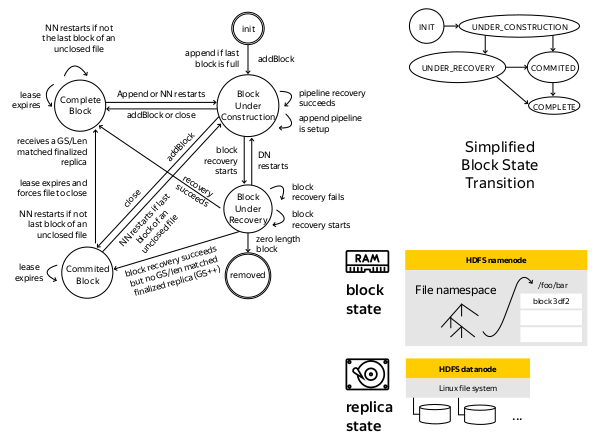 NN restarts if not
the last block of an
unclosed file
lease
expires
Complete
Block
init
append if last
block is full
addBlock
Append or NN restarts
addBlock or close
Block
Under
Construction
pipeline recovery
succeeds
append pipeline
is setup
receives a GS/Len
matched finalized
replica
lease expires and
forces file to close
NN restarts if not
last block of an
unclosed file
close
addBlock
NN restarts if last
block of an
unclosed file
recovery
succeeds
block
recovery
starts
DN
restarts
Block
Under
Recovery
block
recovery fails
block
recovery starts
zero length
block
lease
expires
Commited
Block
block recovery succeeds
but no GS/len matched
finalized replica (GS++)
removed
INIT
UNDER_CONSTRUCTION
UNDER_RECOVERY
COMMITED
COMPLETE
Simplified
Block State
Transition
RAM
block
state
HDFS namenode
File namespace
/foo/bar
block3df2
replica
state
HDFS datanode
Linux file system
...